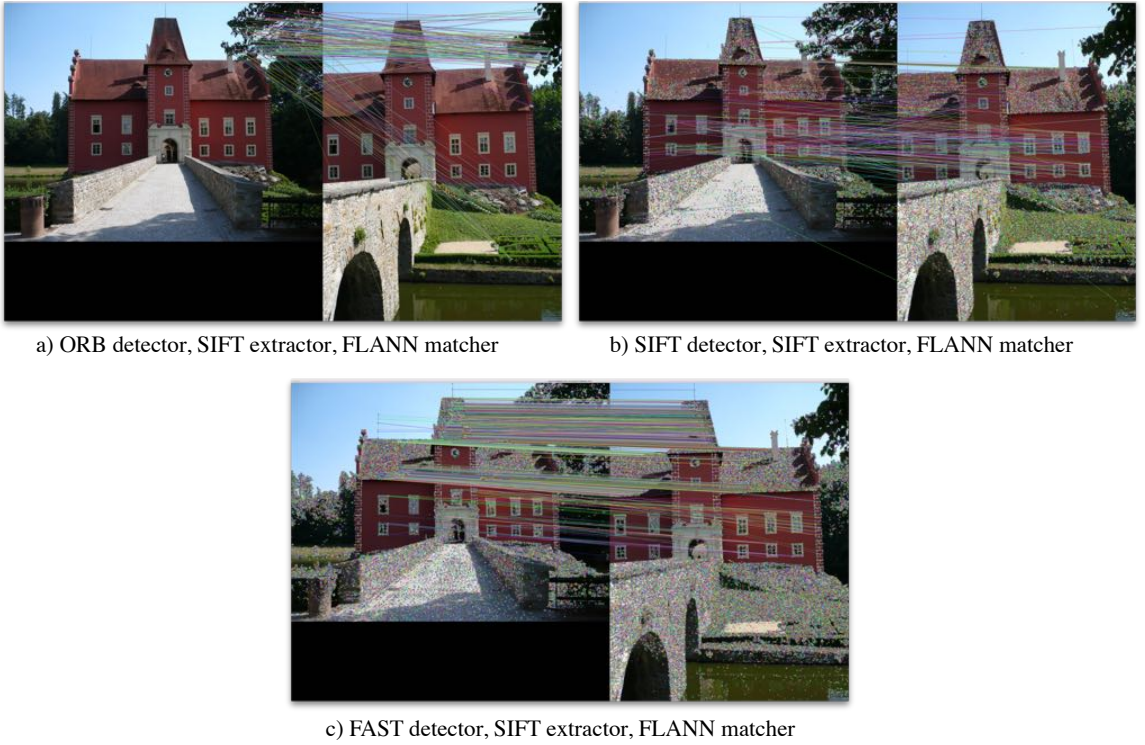 a) ORB detector, SIFT extractor, FLANN matcher
b) SIFT detector, SIFT extractor, FLANN matcher
c) FAST detector, SIFT extractor, FLANN matcher